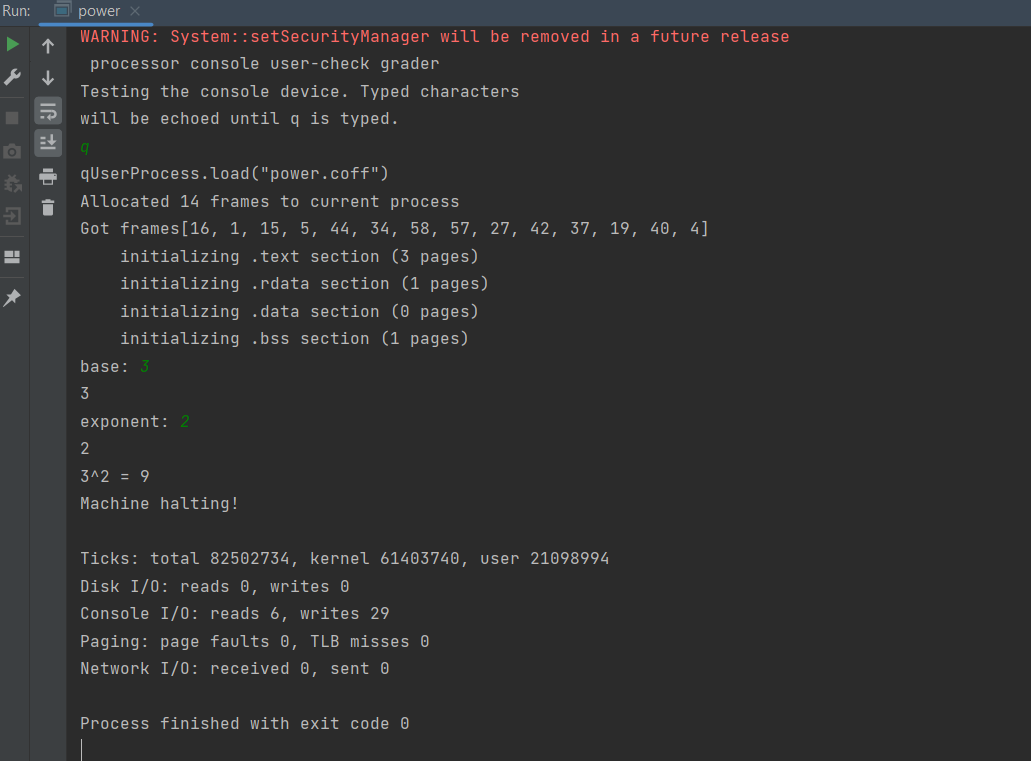 Run: power
WARNING: System::setSecurityManager will be removed in a future release
processor console user-check grader
Testing the console device. Typed characters
will be echoed until q is typed.
q
qUserProcess.load("power.coff")
Allocated 14 frames to current process
Got frames[16, 1, 15, 5, 44, 34, 58, 57, 27, 42, 37, 19, 40, 4]
initializing .text section (3 pages)
initializing .rdata section (1 pages)
initializing .data section (0 pages)
initializing .bss section (1 pages)
base: 3
3
exponent: 2
2
3^2 = 9
Machine halting!
Ticks: total 82502734, kernel 61403740, user 21098994
Disk I/O: reads 0, writes 0
Console I/O: reads 6, writes 29
Paging: page faults 0, TLB misses 0
Network I/O: received 0, sent 0
Process finished with exit code 0